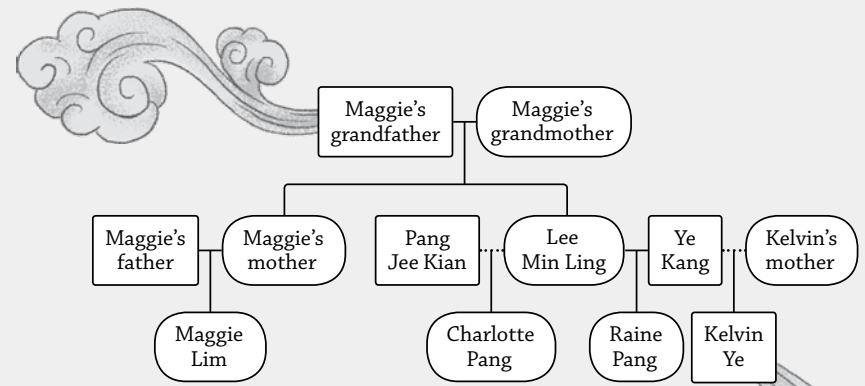 Maggie's
grandfather
Maggie's
grandmother
Maggie's
father
Maggie's
mother
Pang
Jee Kian
Lee
Min Ling
Ye
Kang
Kelvin's
mother
Maggie
Lim
Charlotte
Pang
Raine
Pang
Kelvin
Ye